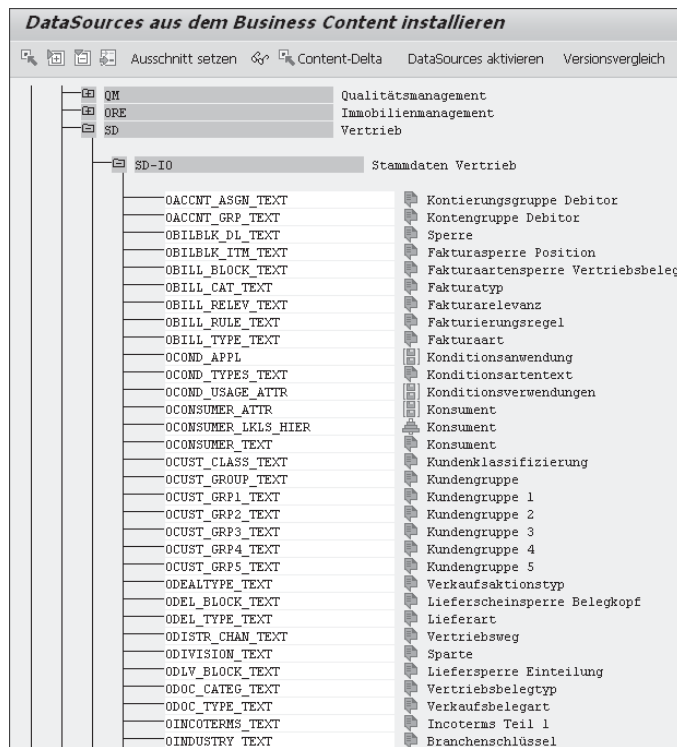 DataSources aus dem Business Content installieren
Ausschnitt setzen Content-Delta DataSources aktivieren Versionsvergleich
QM Qualitätsmanagement
0RE Immobilienmanagement
SD Vertrieb
SD-IO Stammdaten Vertrieb
0ACCNT_ASGN_TEXT Kontierungsgruppe Debitor
0ACCNT_GRP_TEXT Kontengruppe Debitor
0BILBLK_DL_TEXT Sperre
0BILBLK_ITM_TEXT Fakturasperre Position
0BILL_BLOCK_TEXT Fakturaartensperre Vertriebsbeleg
0BILL_CAT_TEXT Fakturatyp
0BILL_RELEV_TEXT Fakturarelevanz
0BILL_RULE_TEXT Fakturierungsregel
0BILL_TYPE_TEXT Fakturaart
0COND_APPL Konditionsanwendung
0COND_TYPES_TEXT Konditionsartentext
0COND_USAGE_ATTR Konditionsverwendungen
0CONSUMER_ATTR Konsument
0CONSUMER_LKLS_HIER Konsument
0CONSUMER_TEXT Konsument
0CUST_CLASS_TEXT Kundenklassifizierung
0CUST_GROUP_TEXT Kundengruppe
0CUST_GRP1_TEXT Kundengruppe 1
0CUST_GRP2_TEXT Kundengruppe 2
0CUST_GRP3_TEXT Kundengruppe 3
0CUST_GRP4_TEXT Kundengruppe 4
0CUST_GRP5_TEXT Kundengruppe 5
0DEALTYPE_TEXT Verkaufsaktionstyp
0DEL_BLOCK_TEXT Lieferscheinsperre Belegkopf
0DEL_TYPE_TEXT Lieferart
0DISTR_CHAN_TEXT Vertriebsweg
0DIVISION_TEXT Sparte
0DLV_BLOCK_TEXT Liefersperre Einteilung
0DOC_CATEG_TEXT Vertriebsbelegtyp
0DOC_TYPE_TEXT Verkaufsbelegart
0INCOTERMS_TEXT Incoterms Teil 1
0INDUSTRY_TEXT Branchenschlüssel